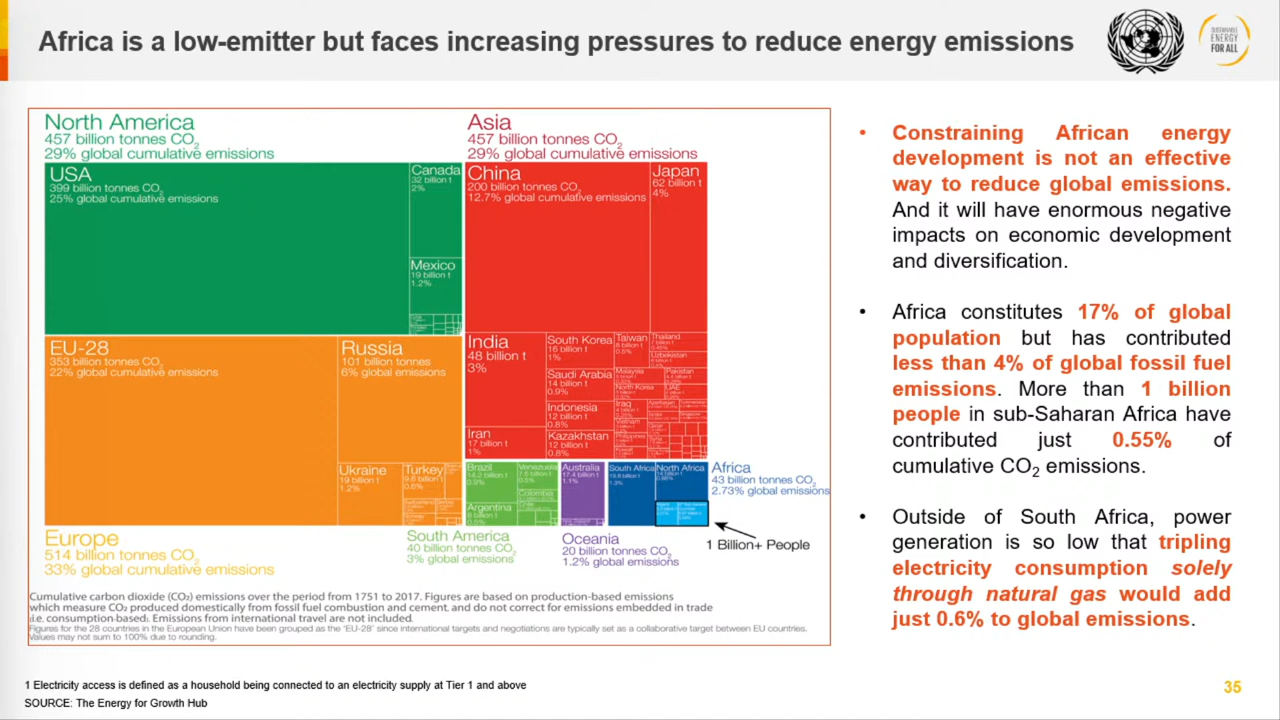 Africa is a low-emitter but faces increasing pressures to reduce energy emissions
SUSTAINABLE
ENERGY
FOR ALL
North America
457 billion tonnes CO2
29% global cumulative emissions
Asia
457 billion tonnes CO2
29% global cumulative emissions
USA
399 billion tonnes CO2
25% global cumulative emissions
Canada
32 billion t
2%
Mexico
19 billion t
1.2%
China
200 billion tonnes CO2
12.7% global cumulative emissions
Japan
62 billion t
4%
EU-28
353 billion tonnes CO2
22% global cumulative emissions
Russia
101 billion tonnes
6% global emissions
India
48 billion t
3%
South Korea
16 billion t
1%
Taiwan
Thailand
Uzbekistan
Saudi Arabia
14 billion t
0.9%
Malaysia
Pakistan
North Korea
UAE
Indonesia
12 billion t
0.8%
Iraq
Vietnam
Iran
17 billion t
1%
Kazakhstan
12 billion t
0.8%
Philippines
Ukraine
19 billion t
1.2%
Turkey
9.6 billion t
0.6%
Brazil
14.2 billion t
0.9%
Venezuela
Colombia
Argentina
8 billion t
0.5%
Australia
17.4 billion t
1.1%
South Africa
19.8 billion t
1.3%
North Africa
Africa
43 billion tonnes CO2
2.73% global emissions
1 Billion+ People
Europe
514 billion tonnes CO2
33% global cumulative emissions
South America
40 billion tonnes CO2
3% global emissions
Oceania
20 billion tonnes CO2
1.2% global emissions
Cumulative carbon dioxide (CO2) emissions over the period from 1751 to 2017. Figures are based on production-based emissions
which measure CO2 produced domestically from fossil fuel combustion and cement, and do not correct for emissions embedded in trade
(i.e. consumption-based). Emissions from international travel are not included.
Figures for the 28 countries in the European Union have been grouped as the 'EU-28' since international targets and negotiations are typically set as a collaborative target between EU countries.
Values may not sum to 100% due to rounding.
• Constraining African energy
development is not an effective
way to reduce global emissions.
And it will have enormous negative
impacts on economic development
and diversification.
• Africa constitutes 17% of global
population but has contributed
less than 4% of global fossil fuel
emissions. More than 1 billion
people in sub-Saharan Africa have
contributed just 0.55% of
cumulative CO2 emissions.
• Outside of South Africa, power
generation is so low that tripling
electricity consumption solely
through natural gas would add
just 0.6% to global emissions.
1 Electricity access is defined as a household being connected to an electricity supply at Tier 1 and above
SOURCE: The Energy for Growth Hub
35